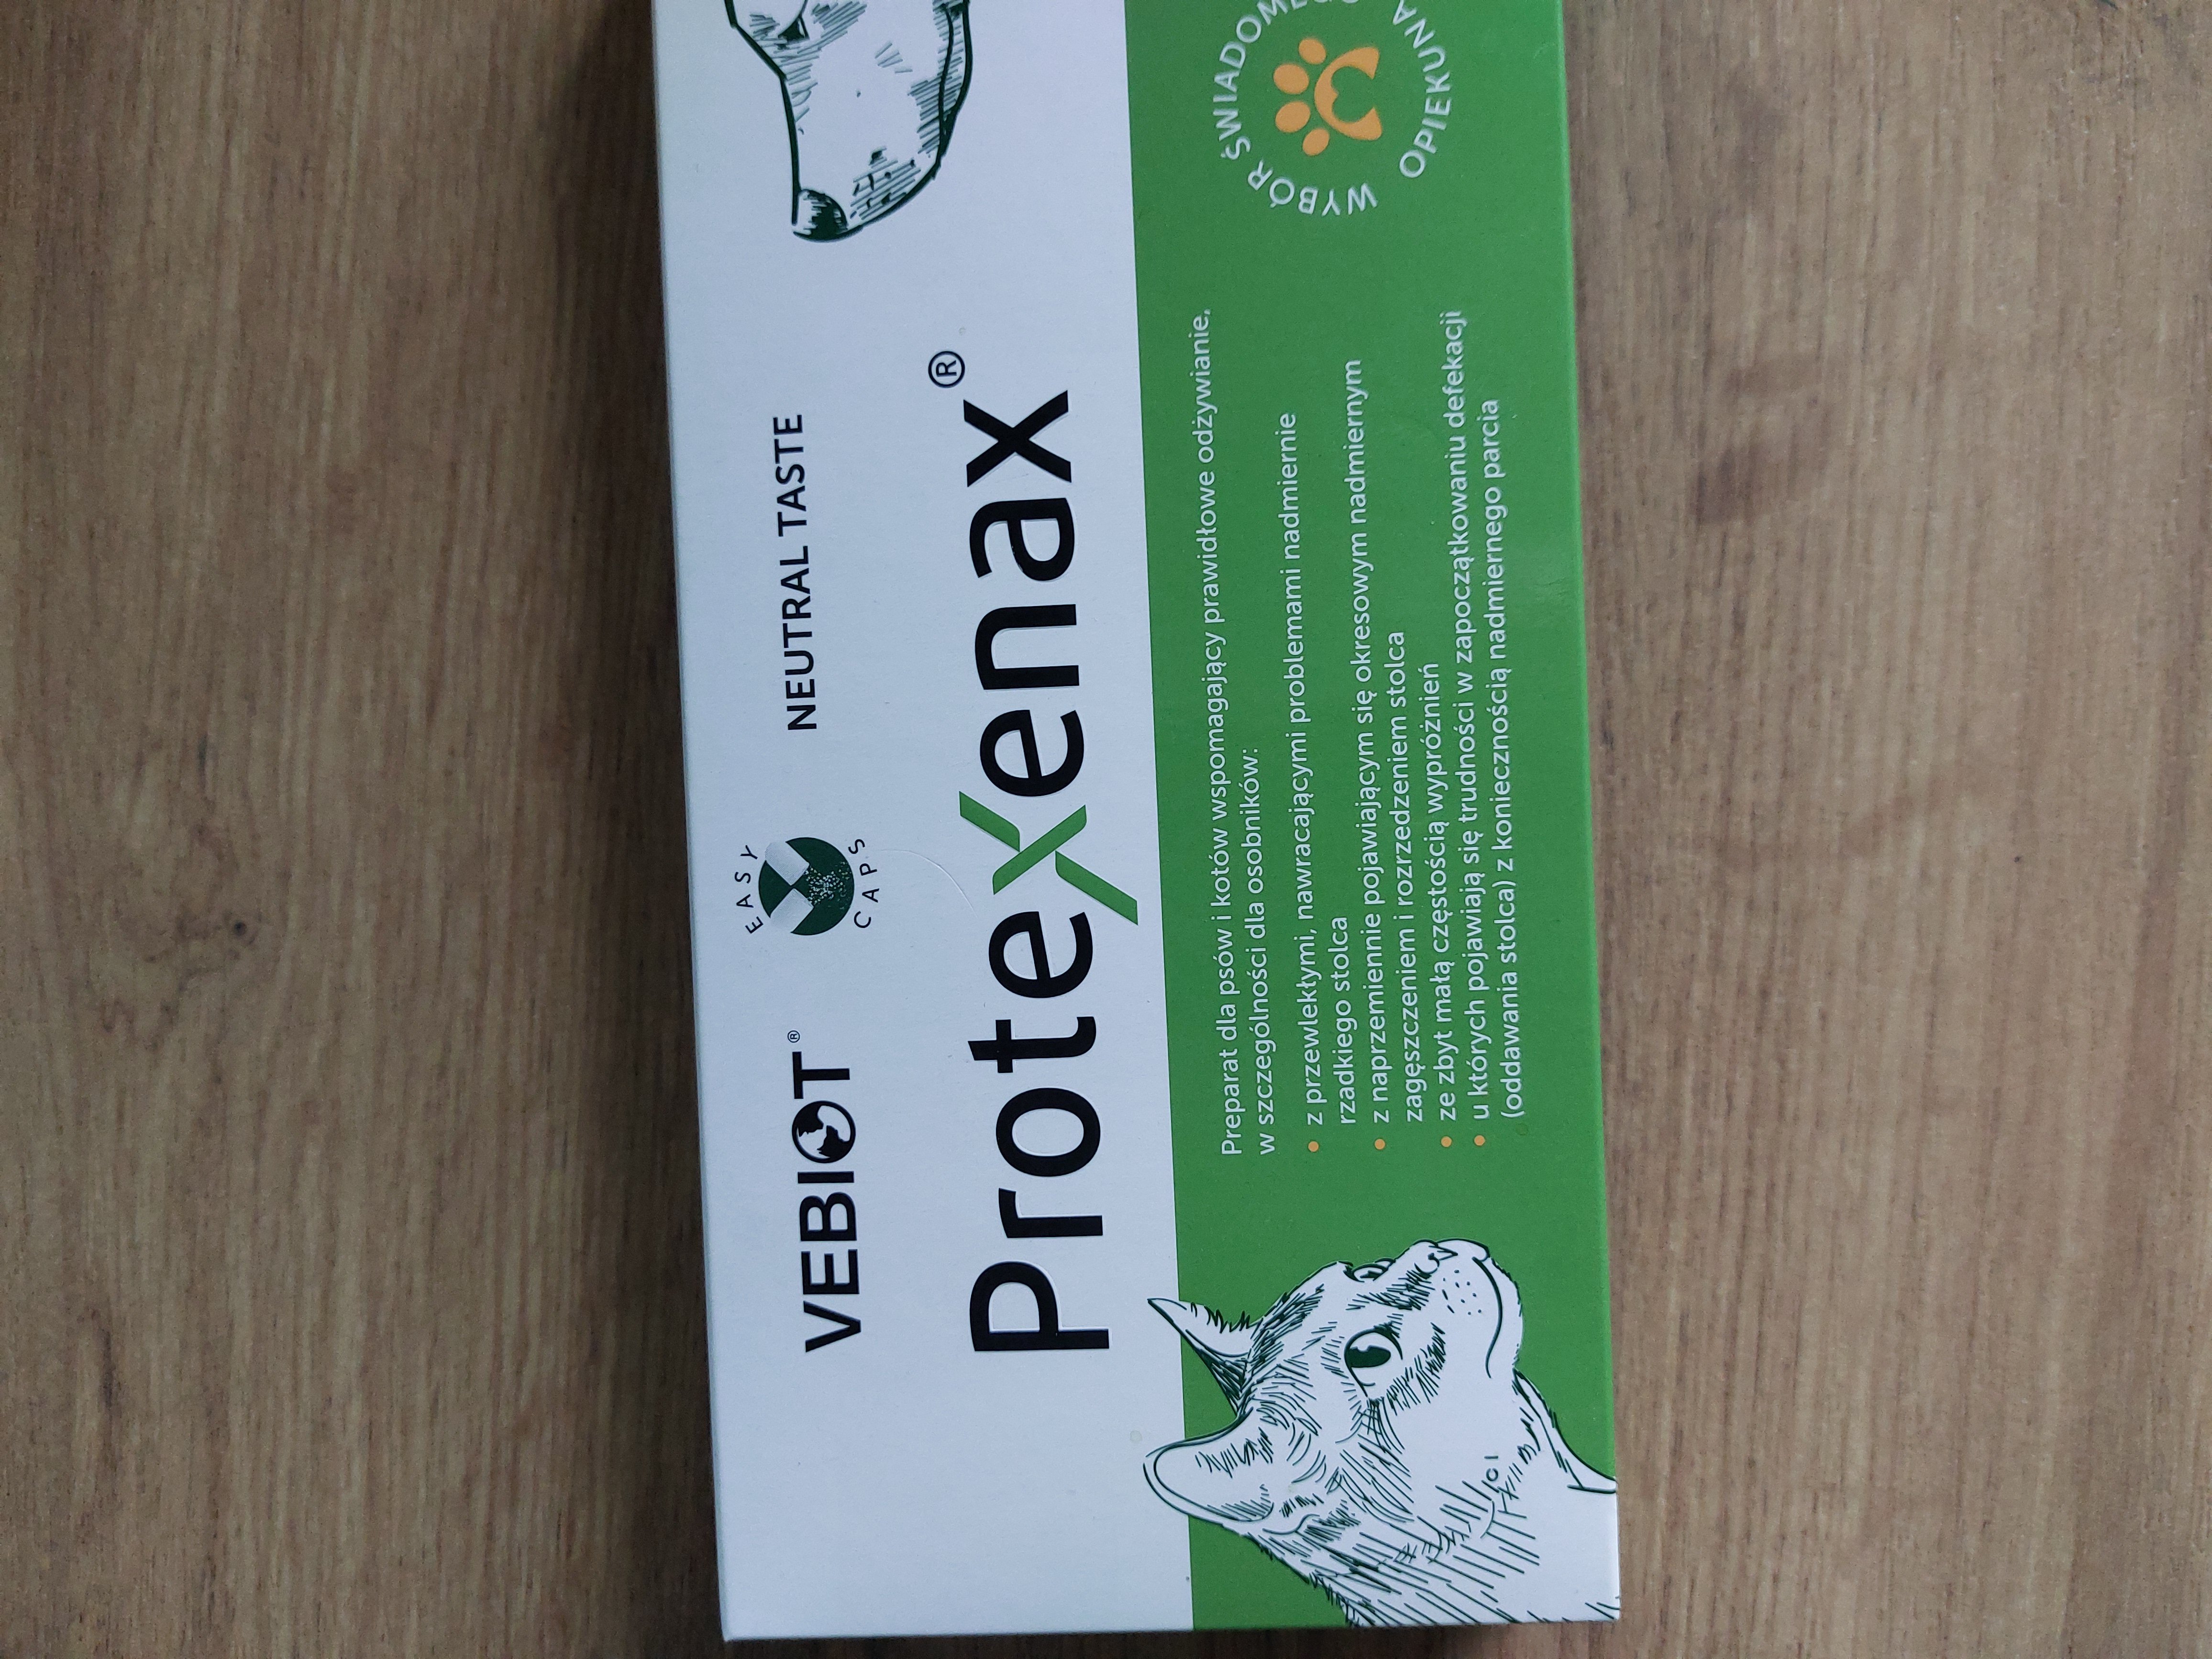 VEBIOT®
EASY
CAPS
NEUTRAL TASTE
Protexenax®
Preparat dla psów i kotów wspomagający prawidłowe odżywianie,
w szczególności dla osobników:
• z przewlekłymi, nawracającymi problemami nadmiernie
rzadkiego stolca
• z naprzemiennie pojawiającym się okresowym nadmiernym
zagęszczeniem i rozrzedzeniem stolca
• ze zbyt małą częstością wypróżnień
• u których pojawiają się trudności w zapoczątkowaniu defekacji
(oddawania stolca) z koniecznością nadmiernego parcia
WYBÓR ŚWIADOMEGO
OPIEKUNA